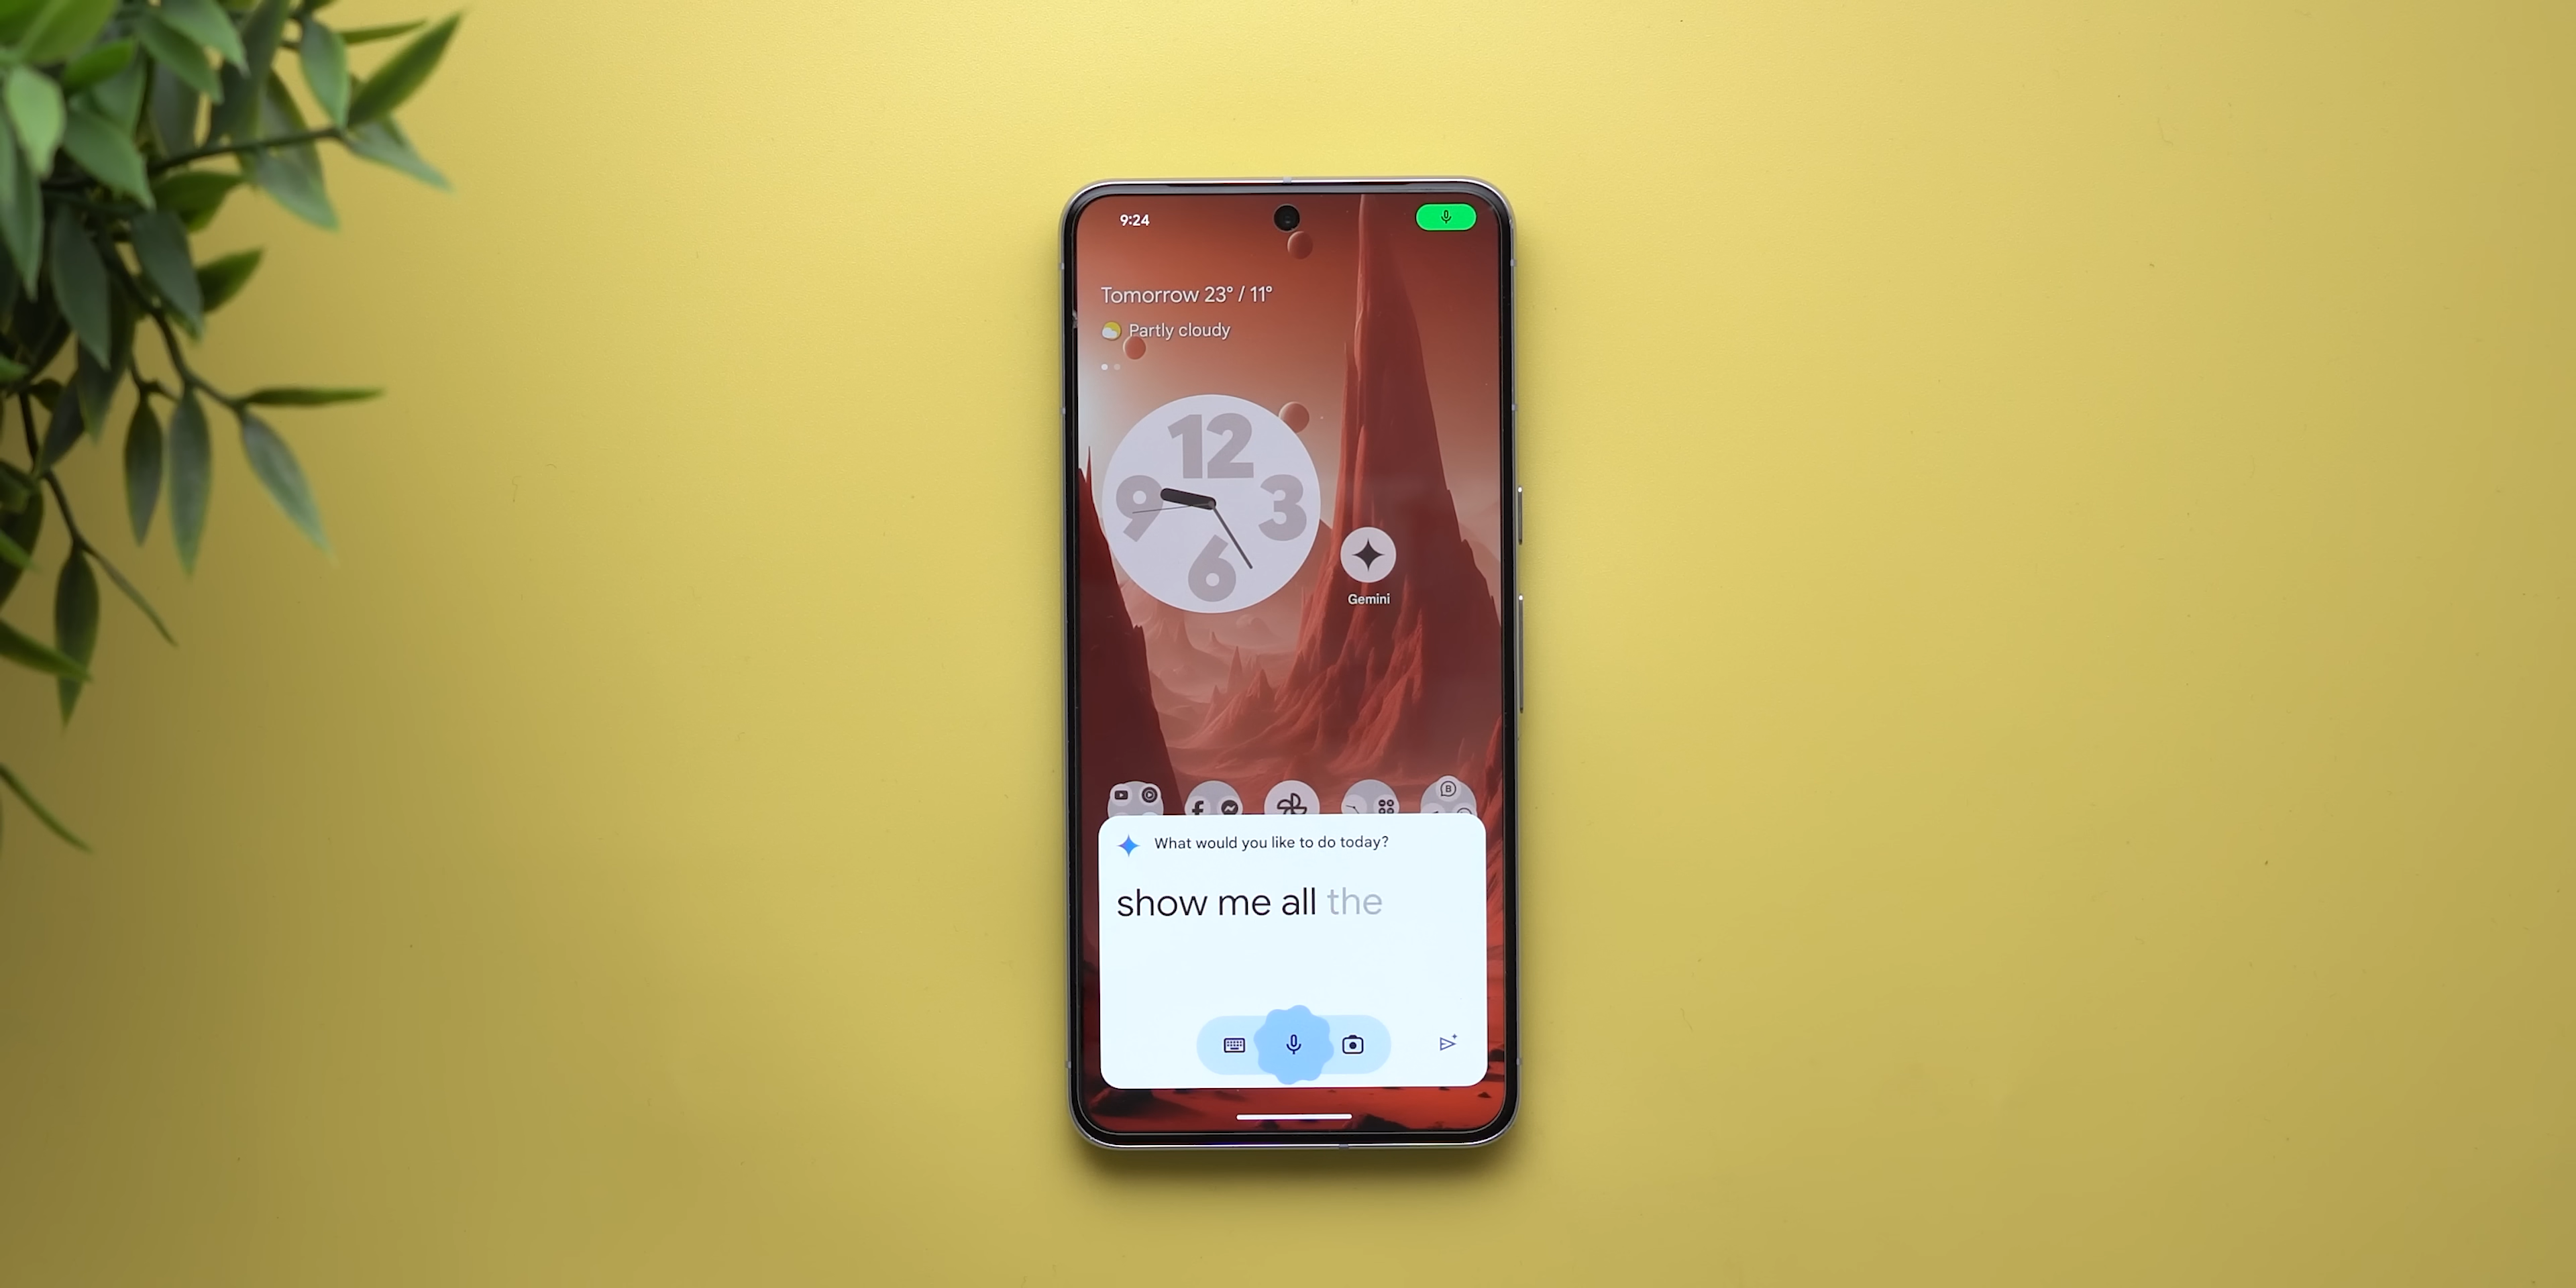 9:24
Tomorrow 23° / 11°
Partly cloudy
12
9
3
6
Gemini
B
What would you like to do today?
show me all the